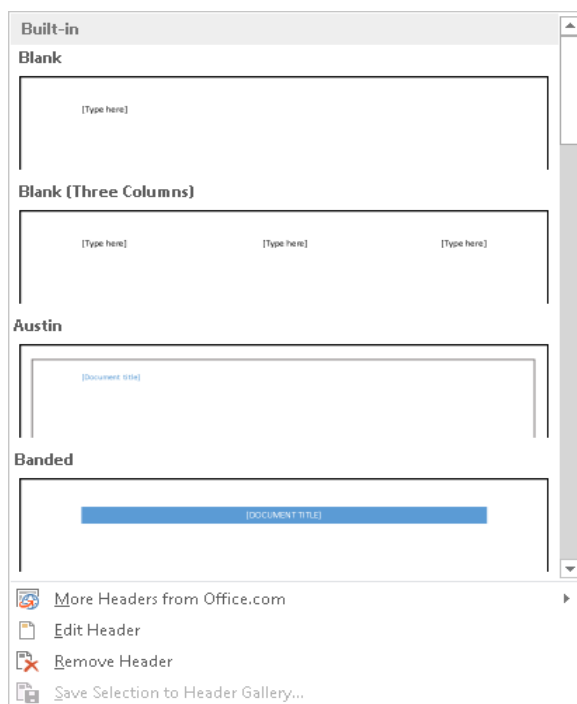 Built-in
Blank
[Type here]
Blank (Three Columns)
[Type here] [Type here] [Type here]
Austin
[Document title]
Banded
[DOCUMENT TITLE]
More Headers from Office.com
Edit Header
Remove Header
Save Selection to Header Gallery...